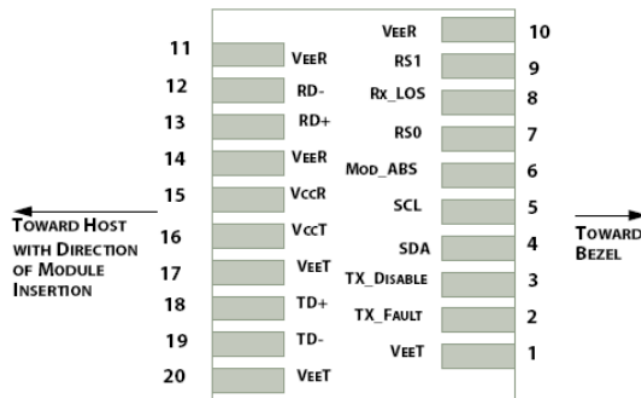 VEER 10
11 VEER RS1 9
12 RD- RX_LOS 8
13 RD+ RS0 7
14 VEER MOD_ABS 6
15 VCCR SCL 5
16 VCCT SDA 4
17 VEET TX_DISABLE 3
18 TD+ TX_FAULT 2
19 TD- VEET 1
20 VEET
TOWARD HOST
WITH DIRECTION
OF MODULE
INSERTION
TOWARD
BEZEL